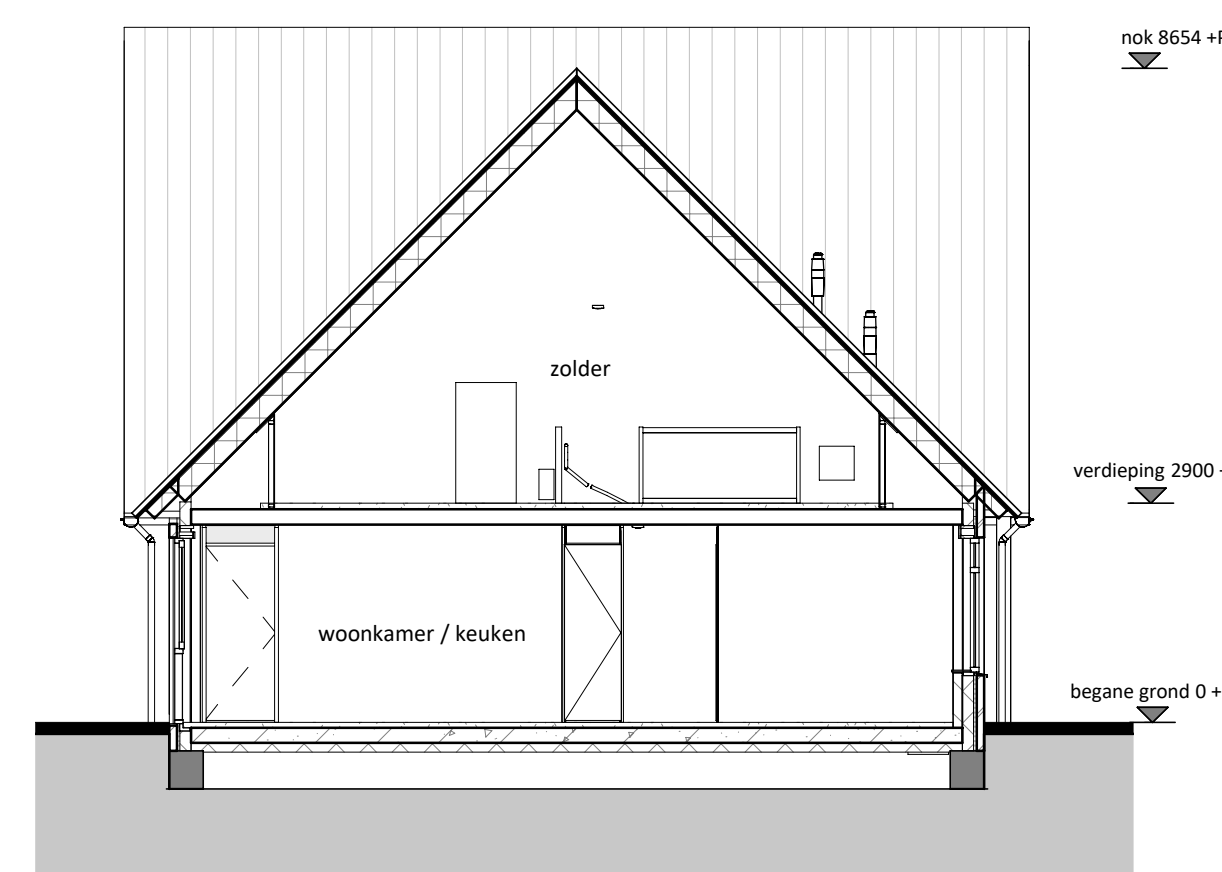 nok 8654 +P
zolder
verdieping 2900 +
woonkamer / keuken
begane grond 0 +